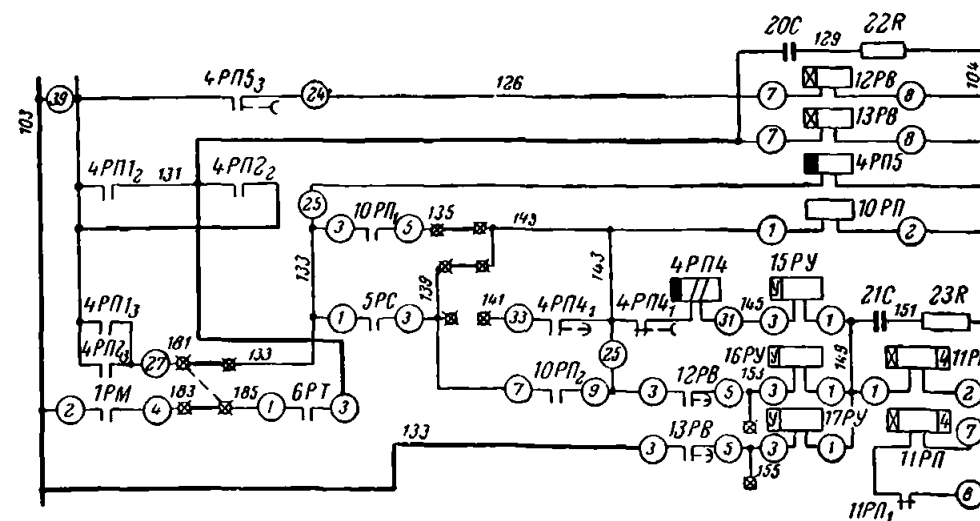 20С 129 22R
39 4РП5₃ 24 126 7 12РВ 8 104
103 7 13РВ 8
4РП1₂ 131 4РП2₂ 4РП5
25 3 10РП₁ 5 135 149 1 10РП 2
133 139 143 4РП4 15РУ
4РП1₃ 1 5РС 3 141 33 4РП4₁ 4РП4₁ 31 145 3 1 21С 151 23R
4РП2₃ 27 181 133 25 16РУ 149
1РМ 10РП₂ 12РВ 153
2 4 183 185 1 6РТ 3 7 9 3 5 3 1 1 2
133 13РВ 17РУ 11РП 7
3 5 3 1
155
11РП₁